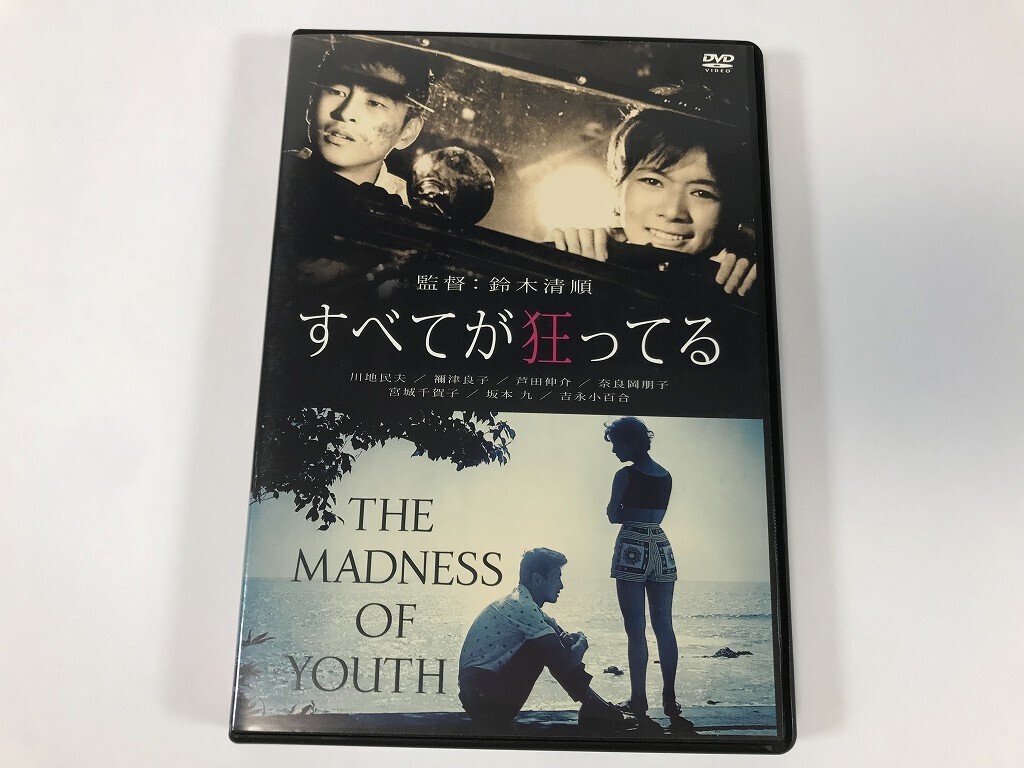 DVD
VIDEO
監督：鈴木清順
すべてが狂ってる
川地民夫／禰津良子／芦田伸介／奈良岡朋子
宮城千賀子／坂本 九／吉永小百合
THE
MADNESS
OF
YOUTH